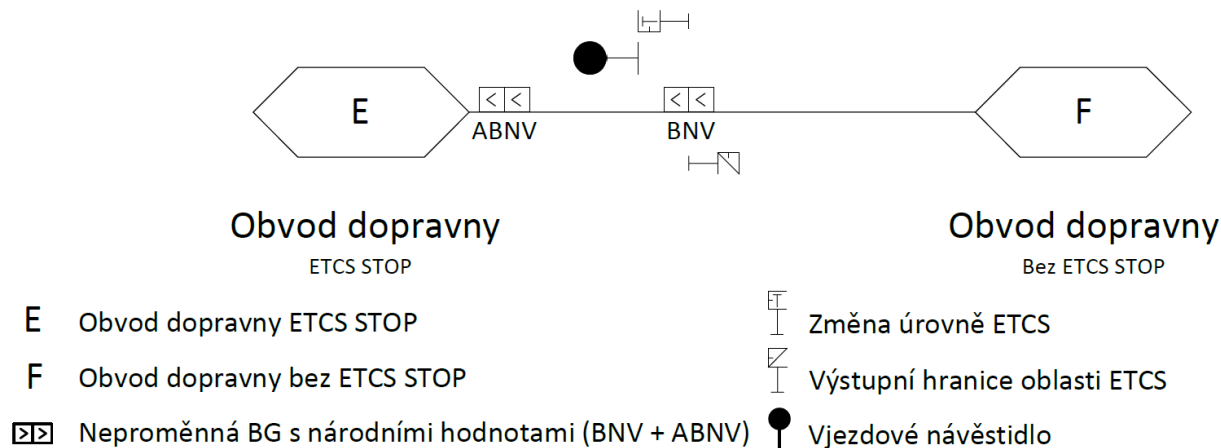 E
F
ABNV
BNV
Obvod dopravny
ETCS STOP
Obvod dopravny
Bez ETCS STOP
E Obvod dopravny ETCS STOP
Změna úrovně ETCS
F Obvod dopravny bez ETCS STOP
Výstupní hranice oblasti ETCS
Neproměnná BG s národními hodnotami (BNV + ABNV)
Vjezdové návěstidlo